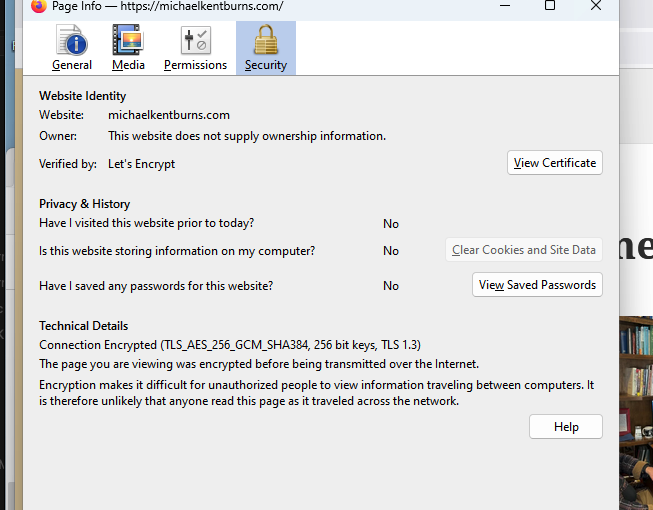 Page Info — https://michaelkentburns.com/
General
Media
Permissions
Security
Website Identity
Website: michaelkentburns.com
Owner: This website does not supply ownership information.
Verified by: Let's Encrypt
View Certificate
Privacy & History
Have I visited this website prior to today? No
Is this website storing information on my computer? No
Clear Cookies and Site Data
Have I saved any passwords for this website? No
View Saved Passwords
Technical Details
Connection Encrypted (TLS_AES_256_GCM_SHA384, 256 bit keys, TLS 1.3)
The page you are viewing was encrypted before being transmitted over the Internet.
Encryption makes it difficult for unauthorized people to view information traveling between computers. It
is therefore unlikely that anyone read this page as it traveled across the network.
Help